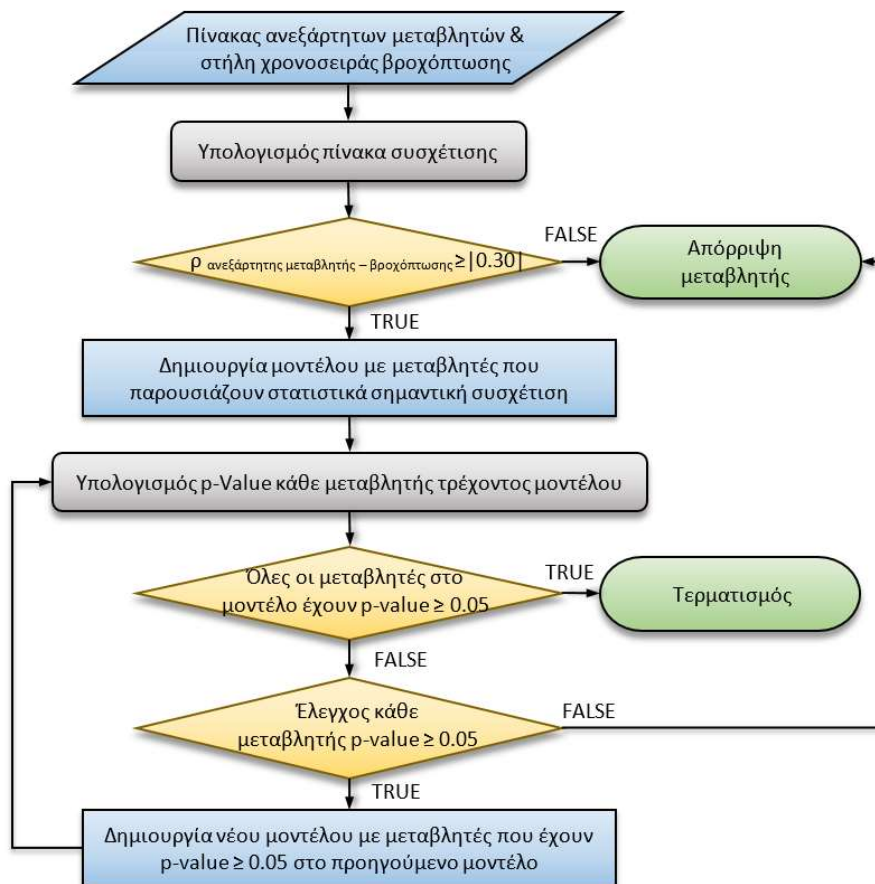 Πίνακας ανεξάρτητων μεταβλητών &
στήλη χρονοσειράς βροχόπτωσης
Υπολογισμός πίνακα συσχέτισης
ρ ανεξάρτητης μεταβλητής – βροχόπτωσης ≥|0.30|
FALSE
Απόρριψη
μεταβλητής
TRUE
Δημιουργία μοντέλου με μεταβλητές που
παρουσιάζουν στατιστικά σημαντική συσχέτιση
Υπολογισμός p-Value κάθε μεταβλητής τρέχοντος μοντέλου
Όλες οι μεταβλητές στο
μοντέλο έχουν p-value ≥ 0.05
TRUE
Τερματισμός
FALSE
Έλεγχος κάθε
μεταβλητής p-value ≥ 0.05
FALSE
TRUE
Δημιουργία νέου μοντέλου με μεταβλητές που έχουν
p-value ≥ 0.05 στο προηγούμενο μοντέλο